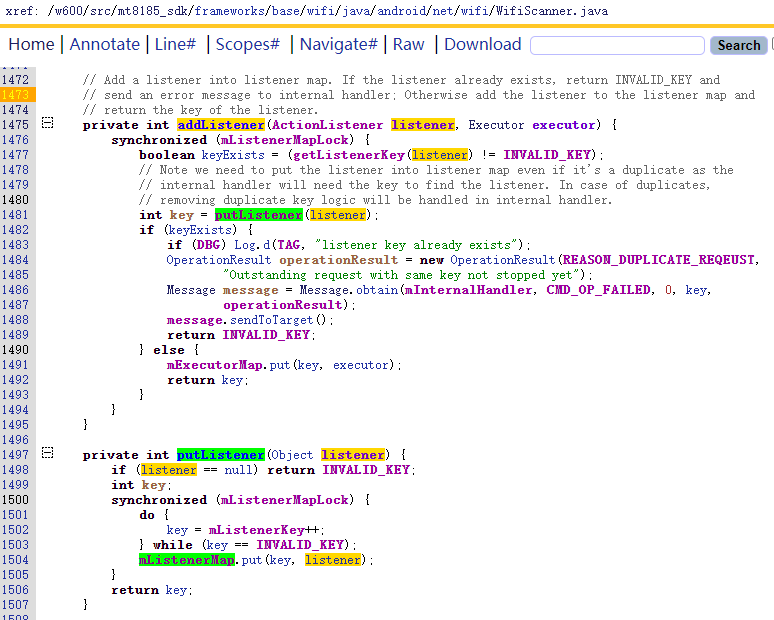 xref: /w600/src/mt8185_sdk/frameworks/base/wifi/java/android/net/wifi/WifiScanner.java
Home | Annotate | Line# | Scopes# | Navigate# | Raw | Download Search
1472 // Add a listener into listener map. If the listener already exists, return INVALID_KEY and
1473 // send an error message to internal handler; Otherwise add the listener to the listener map and
1474 // return the key of the listener.
1475 private int addListener(ActionListener listener, Executor executor) {
1476 synchronized (mListenerMapLock) {
1477 boolean keyExists = (getListenerKey(listener) != INVALID_KEY);
1478 // Note we need to put the listener into listener map even if it's a duplicate as the
1479 // internal handler will need the key to find the listener. In case of duplicates,
1480 // removing duplicate key logic will be handled in internal handler.
1481 int key = putListener(listener);
1482 if (keyExists) {
1483 if (DBG) Log.d(TAG, "listener key already exists");
1484 OperationResult operationResult = new OperationResult(REASON_DUPLICATE_REQEUST,
1485 "Outstanding request with same key not stopped yet");
1486 Message message = Message.obtain(mInternalHandler, CMD_OP_FAILED, 0, key,
1487 operationResult);
1488 message.sendToTarget();
1489 return INVALID_KEY;
1490 } else {
1491 mExecutorMap.put(key, executor);
1492 return key;
1493 }
1494 }
1495 }
1496
1497 private int putListener(Object listener) {
1498 if (listener == null) return INVALID_KEY;
1499 int key;
1500 synchronized (mListenerMapLock) {
1501 do {
1502 key = mListenerKey++;
1503 } while (key == INVALID_KEY);
1504 mListenerMap.put(key, listener);
1505 }
1506 return key;
1507 }